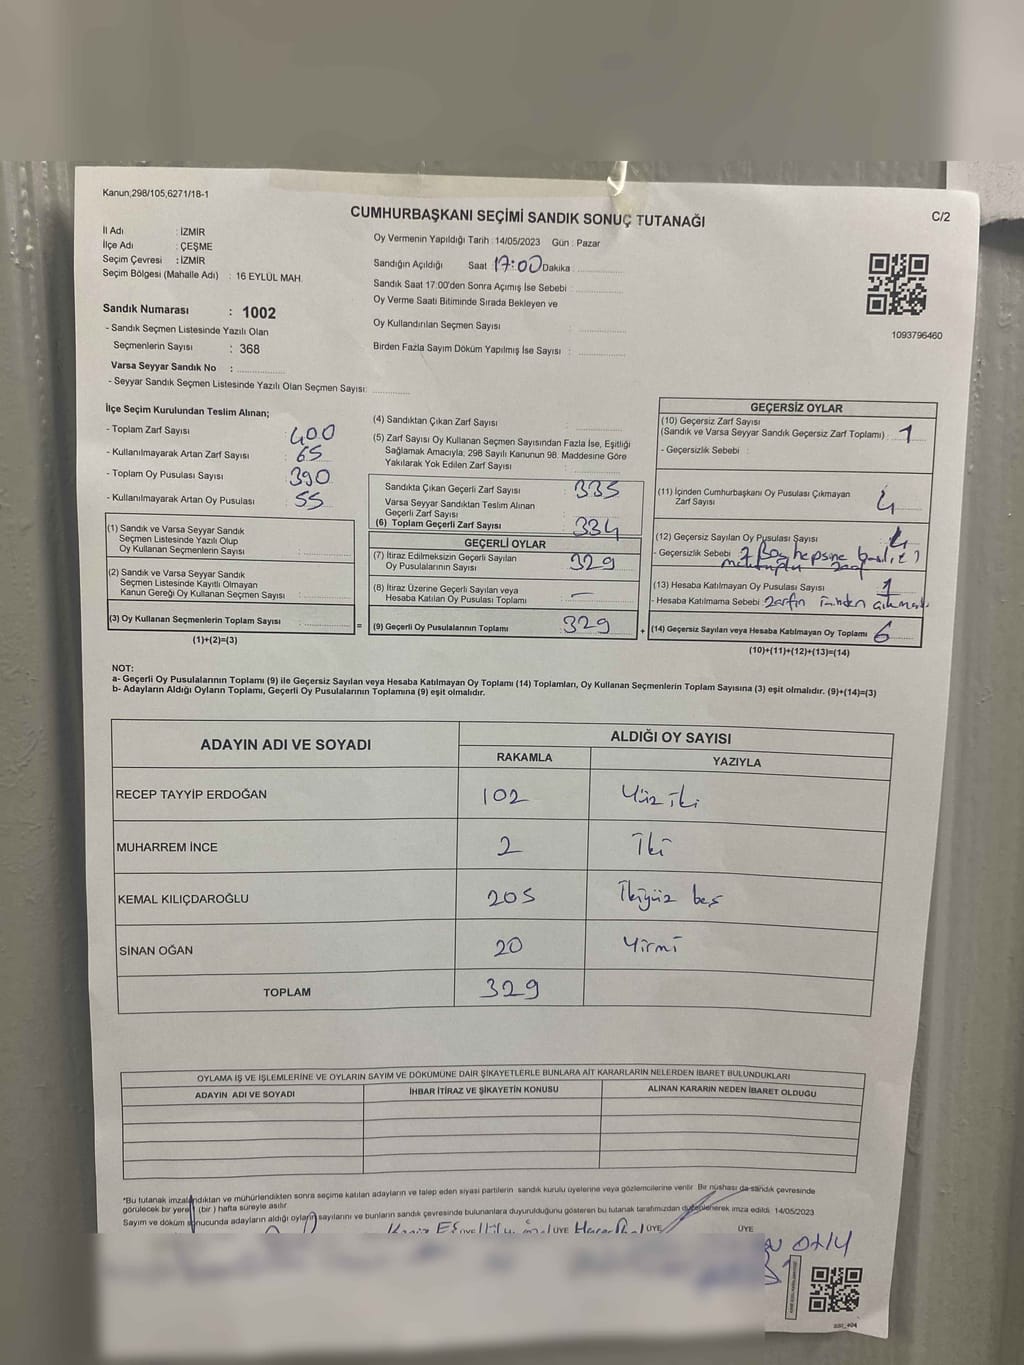 Kanun;298/105,6271/18-1
C/2
CUMHURBAŞKANI SEÇİMİ SANDIK SONUÇ TUTANAĞI
İl Adı : İZMİR
İlçe Adı : ÇEŞME
Seçim Çevresi : İZMİR
Seçim Bölgesi (Mahalle Adı) : 16 EYLÜL MAH.
Oy Vermenin Yapıldığı Tarih : 14/05/2023 Gün : Pazar
Sandığın Açıldığı Saat 17:00 Dakika
Sandık Saat 17:00'den Sonra Açımış İse Sebebi :
Oy Verme Saati Bitiminde Sırada Bekleyen ve
Oy Kullandırılan Seçmen Sayısı :
Birden Fazla Sayım Döküm Yapılmış İse Sayısı :
1093796460
Sandık Numarası : 1002
- Sandık Seçmen Listesinde Yazılı Olan
Seçmenlerin Sayısı : 368
Varsa Seyyar Sandık No :
- Seyyar Sandık Seçmen Listesinde Yazılı Olan Seçmen Sayısı:
İlçe Seçim Kurulundan Teslim Alınan;
- Toplam Zarf Sayısı : 400
- Kullanılmayarak Artan Zarf Sayısı : 65
- Toplam Oy Pusulası Sayısı : 390
- Kullanılmayarak Artan Oy Pusulası : 55
(1) Sandık ve Varsa Seyyar Sandık
Seçmen Listesinde Yazılı Olup
Oy Kullanan Seçmenlerin Sayısı :
(2) Sandık ve Varsa Seyyar Sandık
Seçmen Listesinde Kayıtlı Olmayan
Kanun Gereği Oy Kullanan Seçmen Sayısı :
(3) Oy Kullanan Seçmenlerin Toplam Sayısı :
(1)+(2)=(3)
(4) Sandıktan Çıkan Zarf Sayısı :
(5) Zarf Sayısı Oy Kullanan Seçmen Sayısından Fazla İse, Eşitliği
Sağlamak Amacıyla; 298 Sayılı Kanunun 98. Maddesine Göre
Yakılarak Yok Edilen Zarf Sayısı :
Sandıkta Çıkan Geçerli Zarf Sayısı : 335
Varsa Seyyar Sandıktan Teslim Alınan
Geçerli Zarf Sayısı :
(6) Toplam Geçerli Zarf Sayısı : 334
GEÇERLİ OYLAR
(7) İtiraz Edilmeksizin Geçerli Sayılan
Oy Pusulalarının Sayısı : 329
(8) İtiraz Üzerine Geçerli Sayılan veya
Hesaba Katılan Oy Pusulası Toplamı : —
(9) Geçerli Oy Pusulalarının Toplamı : 329
=
+
GEÇERSİZ OYLAR
(10) Geçersiz Zarf Sayısı
(Sandık ve Varsa Seyyar Sandık Geçersiz Zarf Toplamı) : 1
- Geçersizlik Sebebi :
(11) İçinden Cumhurbaşkanı Oy Pusulası Çıkmayan
Zarf Sayısı : 4
(12) Geçersiz Sayılan Oy Pusulası Sayısı : 4
- Geçersizlik Sebebi hepsine
zarf
(13) Hesaba Katılmayan Oy Pusulası Sayısı : 1
- Hesaba Katılmama Sebebi zarfın
(14) Geçersiz Sayılan veya Hesaba Katılmayan Oy Toplamı : 6
(10)+(11)+(12)+(13)=(14)
NOT:
a- Geçerli Oy Pusulalarının Toplamı (9) ile Geçersiz Sayılan veya Hesaba Katılmayan Oy Toplamı (14) Toplamları, Oy Kullanan Seçmenlerin Toplam Sayısına (3) eşit olmalıdır. (9)+(14)=(3)
b- Adayların Aldığı Oyların Toplamı, Geçerli Oy Pusulalarının Toplamına (9) eşit olmalıdır.
ADAYIN ADI VE SOYADI
ALDIĞI OY SAYISI
RAKAMLA YAZIYLA
RECEP TAYYİP ERDOĞAN 102 Yüz iki
MUHARREM İNCE 2 İki
KEMAL KILIÇDAROĞLU 205 İkiyüz beş
SİNAN OĞAN 20 Yirmi
TOPLAM 329
OYLAMA İŞ VE İŞLEMLERİNE VE OYLARIN SAYIM VE DÖKÜMÜNE DAİR ŞİKAYETLERLE BUNLARA AİT KARARLARIN NELERDEN İBARET BULUNDUKLARI
ADAYIN ADI VE SOYADI İHBAR İTİRAZ VE ŞİKAYETİN KONUSU ALINAN KARARIN NEDEN İBARET OLDUĞU
*Bu tutanak imzalandıktan ve mühürlendikten sonra seçime katılan adayların ve talep eden siyasi partilerin sandık kurulu üyelerine veya gözlemcilerine verilir. Bir nüshası da sandık çevresinde
görülecek bir yere 1 (bir) hafta süreyle asılır.
Sayım ve döküm sonucunda adayların aldığı oyların sayılarını ve bunların sandık çevresinde bulunanlara duyurulduğunu gösteren bu tutanak tarafımızdan düzenlenerek imza edildi. 14/05/2023
ÜYE ÜYE ÜYE ÜYE